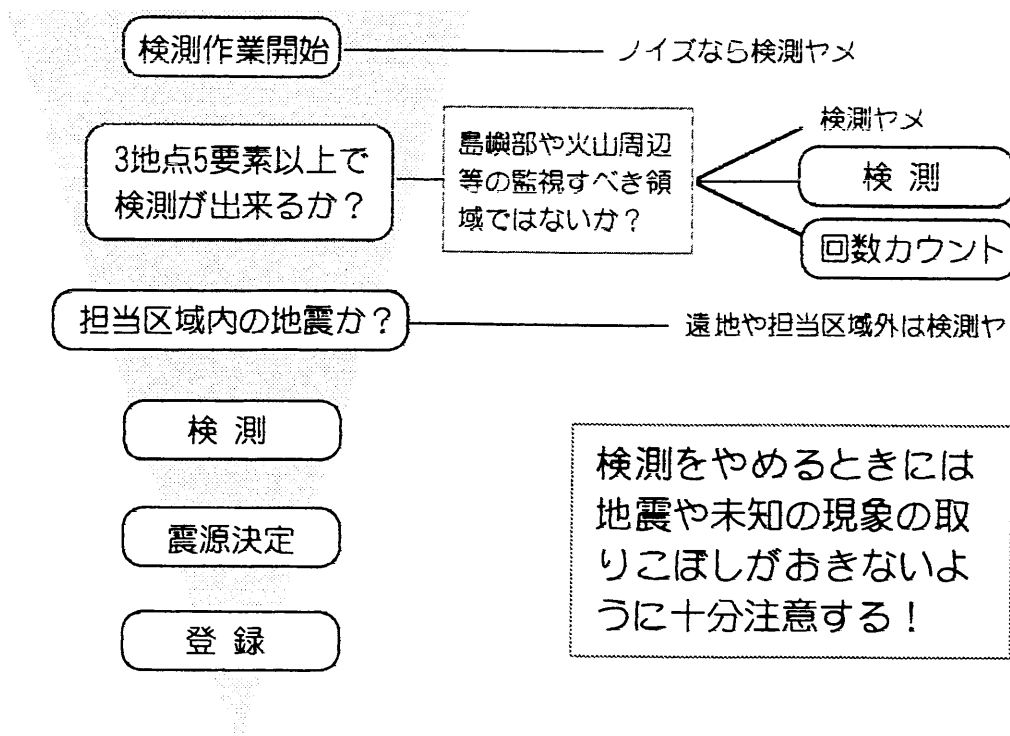 検測作業開始
ノイズなら検測ヤメ
3地点5要素以上で
検測が出来るか？
島嶼部や火山周辺
等の監視すべき領
域ではないか？
検測ヤメ
検 測
回数カウント
担当区域内の地震か？
遠地や担当区域外は検測ヤ
検 測
震源決定
登 録
検測をやめるときには
地震や未知の現象の取
りこぼしがおきないよ
うに十分注意する！